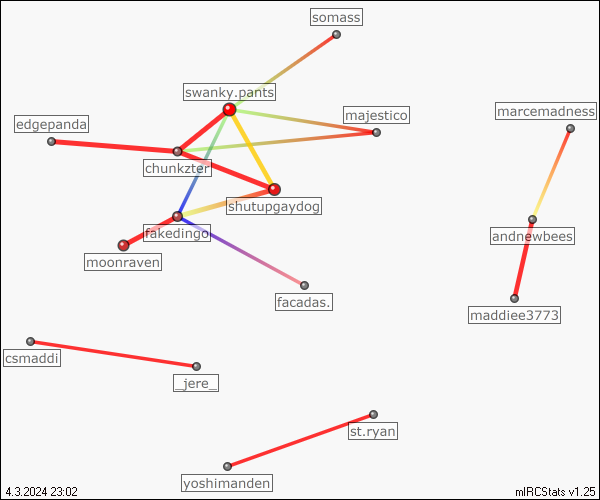 somass
swanky.pants
marcemadness
majestico
edgepanda
chunkzter
shutupgaydog
fakedingo
andnewbees
moonraven
facadas.
maddiee3773
csmaddi
_jere_
st.ryan
yoshimanden
4.3.2024 23:02
mIRCStats v1.25